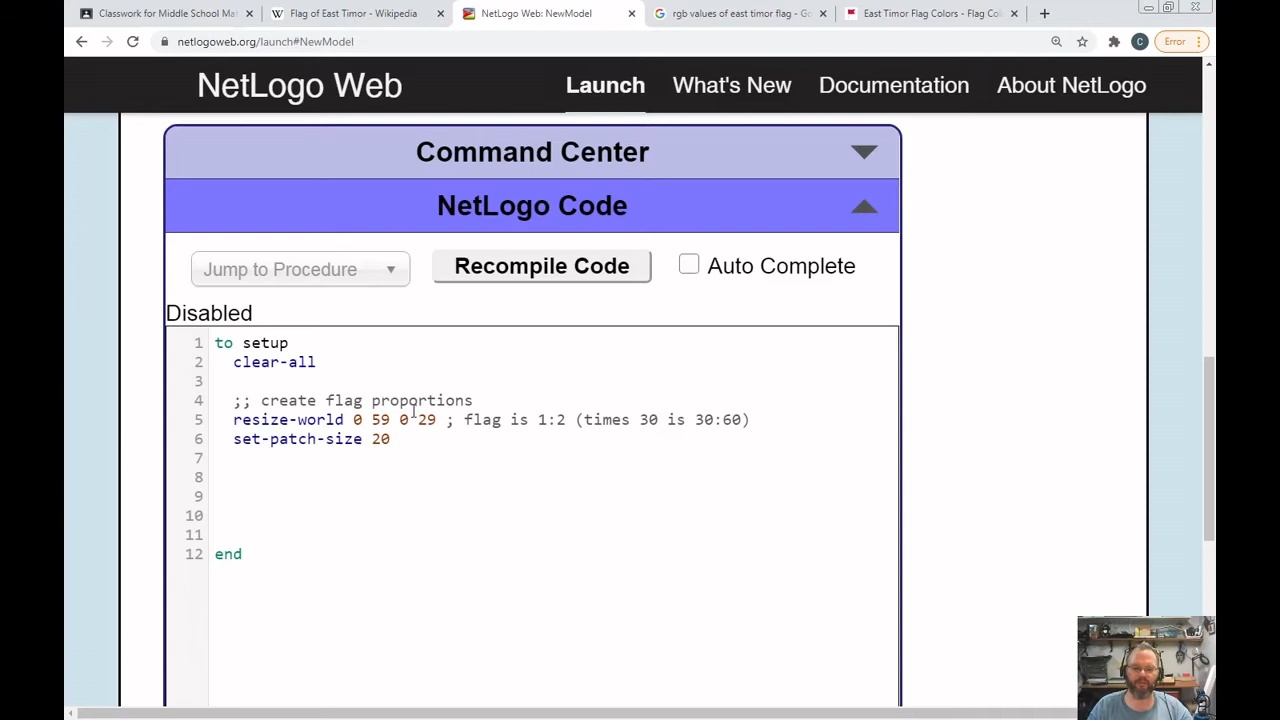 Classwork for Middle School Ma
Flag of East Timor - Wikipedia
NetLogo Web: NewModel
rgb values of east timor flag - Go
East Timor Flag Colors - Flag Col
netlogoweb.org/launch#NewModel
C
Error
NetLogo Web
Launch
What's New
Documentation
About NetLogo
Command Center
NetLogo Code
Jump to Procedure
Recompile Code
Auto Complete
Disabled
1 to setup
2 clear-all
3
4 ;; create flag proportions
5 resize-world 0 59 0 29 ; flag is 1:2 (times 30 is 30:60)
6 set-patch-size 20
7
8
9
10
11
12 end